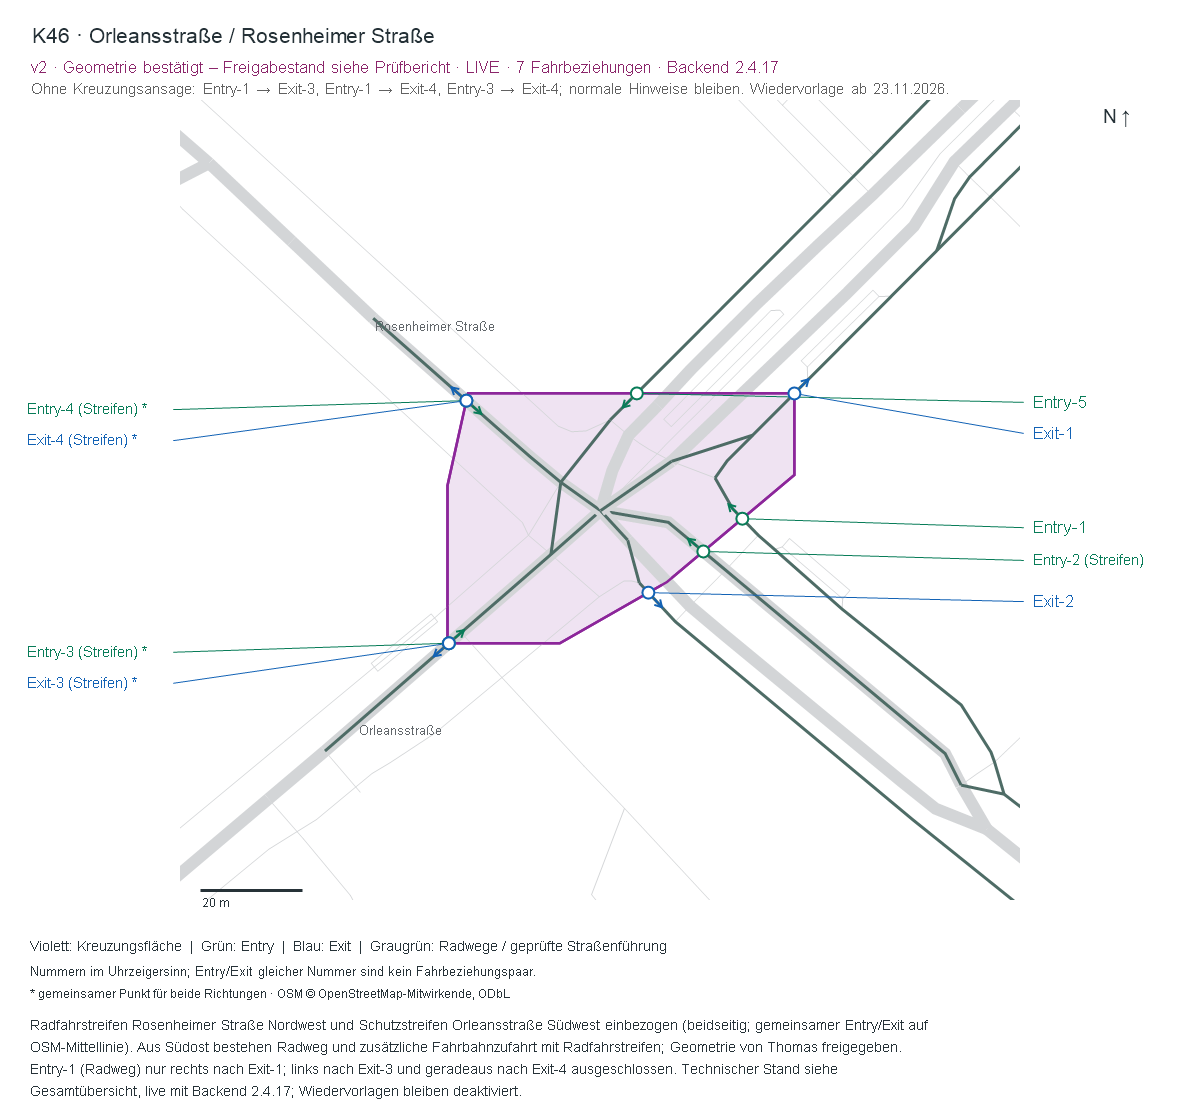 K46 · Orleansstraße / Rosenheimer Straße
v2 · Geometrie bestätigt – Freigabestand siehe Prüfbericht · LIVE · 7 Fahrbeziehungen · Backend 2.4.17
Ohne Kreuzungsansage: Entry-1 → Exit-3, Entry-1 → Exit-4, Entry-3 → Exit-4; normale Hinweise bleiben. Wiedervorlage ab 23.11.2026.
N ↑
Rosenheimer Straße
Entry-4 (Streifen) *
Exit-4 (Streifen) *
Entry-5
Exit-1
Entry-1
Entry-2 (Streifen)
Exit-2
Entry-3 (Streifen) *
Exit-3 (Streifen) *
Orleansstraße
20 m
Violett: Kreuzungsfläche | Grün: Entry | Blau: Exit | Graugrün: Radwege / geprüfte Straßenführung
Nummern im Uhrzeigersinn; Entry/Exit gleicher Nummer sind kein Fahrbeziehungspaar.
* gemeinsamer Punkt für beide Richtungen · OSM © OpenStreetMap-Mitwirkende, ODbL
Radfahrstreifen Rosenheimer Straße Nordwest und Schutzstreifen Orleansstraße Südwest einbezogen (beidseitig; gemeinsamer Entry/Exit auf
OSM-Mittellinie). Aus Südost bestehen Radweg und zusätzliche Fahrbahnzufahrt mit Radfahrstreifen; Geometrie von Thomas freigegeben.
Entry-1 (Radweg) nur rechts nach Exit-1; links nach Exit-3 und geradeaus nach Exit-4 ausgeschlossen. Technischer Stand siehe
Gesamtübersicht, live mit Backend 2.4.17; Wiedervorlagen bleiben deaktiviert.